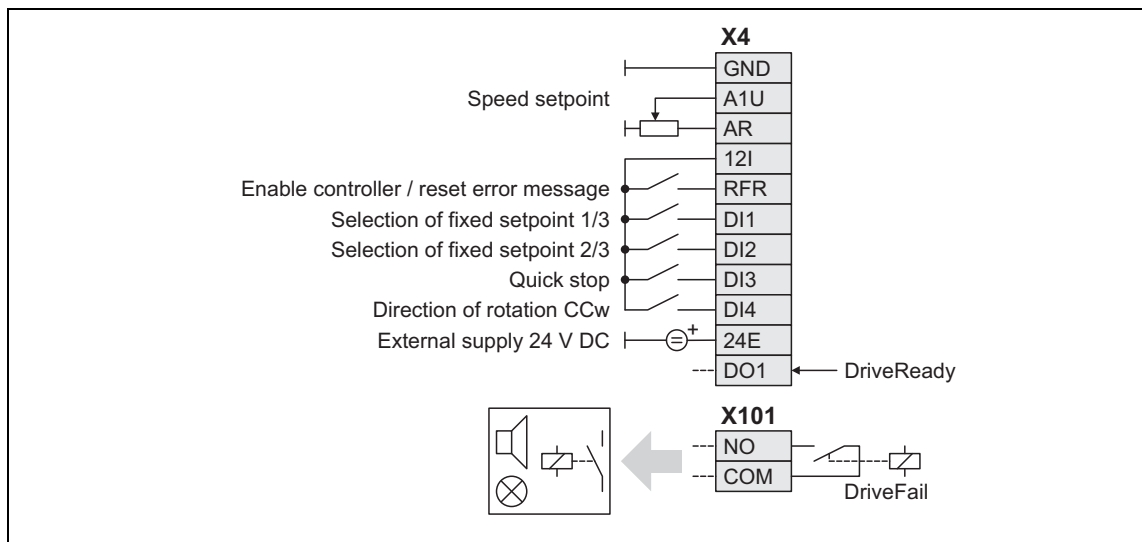 X4
GND
Speed setpoint A1U
AR
12I
Enable controller / reset error message RFR
Selection of fixed setpoint 1/3 DI1
Selection of fixed setpoint 2/3 DI2
Quick stop DI3
Direction of rotation CCw DI4
External supply 24 V DC + 24E
DO1 DriveReady
X101
NO
COM
DriveFail